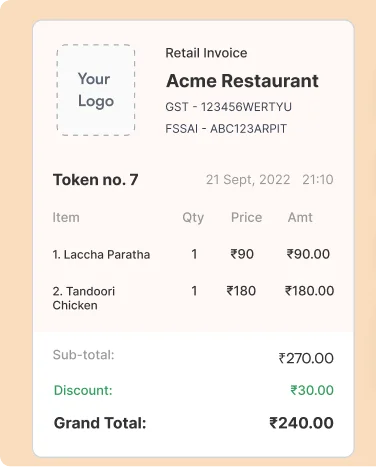 Your
Logo
Retail Invoice
Acme Restaurant
GST - 123456WERTYU
FSSAI - ABC123ARPIT
Token no. 7 21 Sept, 2022 21:10
Item Qty Price Amt
1. Laccha Paratha 1 ₹90 ₹90.00
2. Tandoori 1 ₹180 ₹180.00
Chicken
Sub-total: ₹270.00
Discount: ₹30.00
Grand Total: ₹240.00